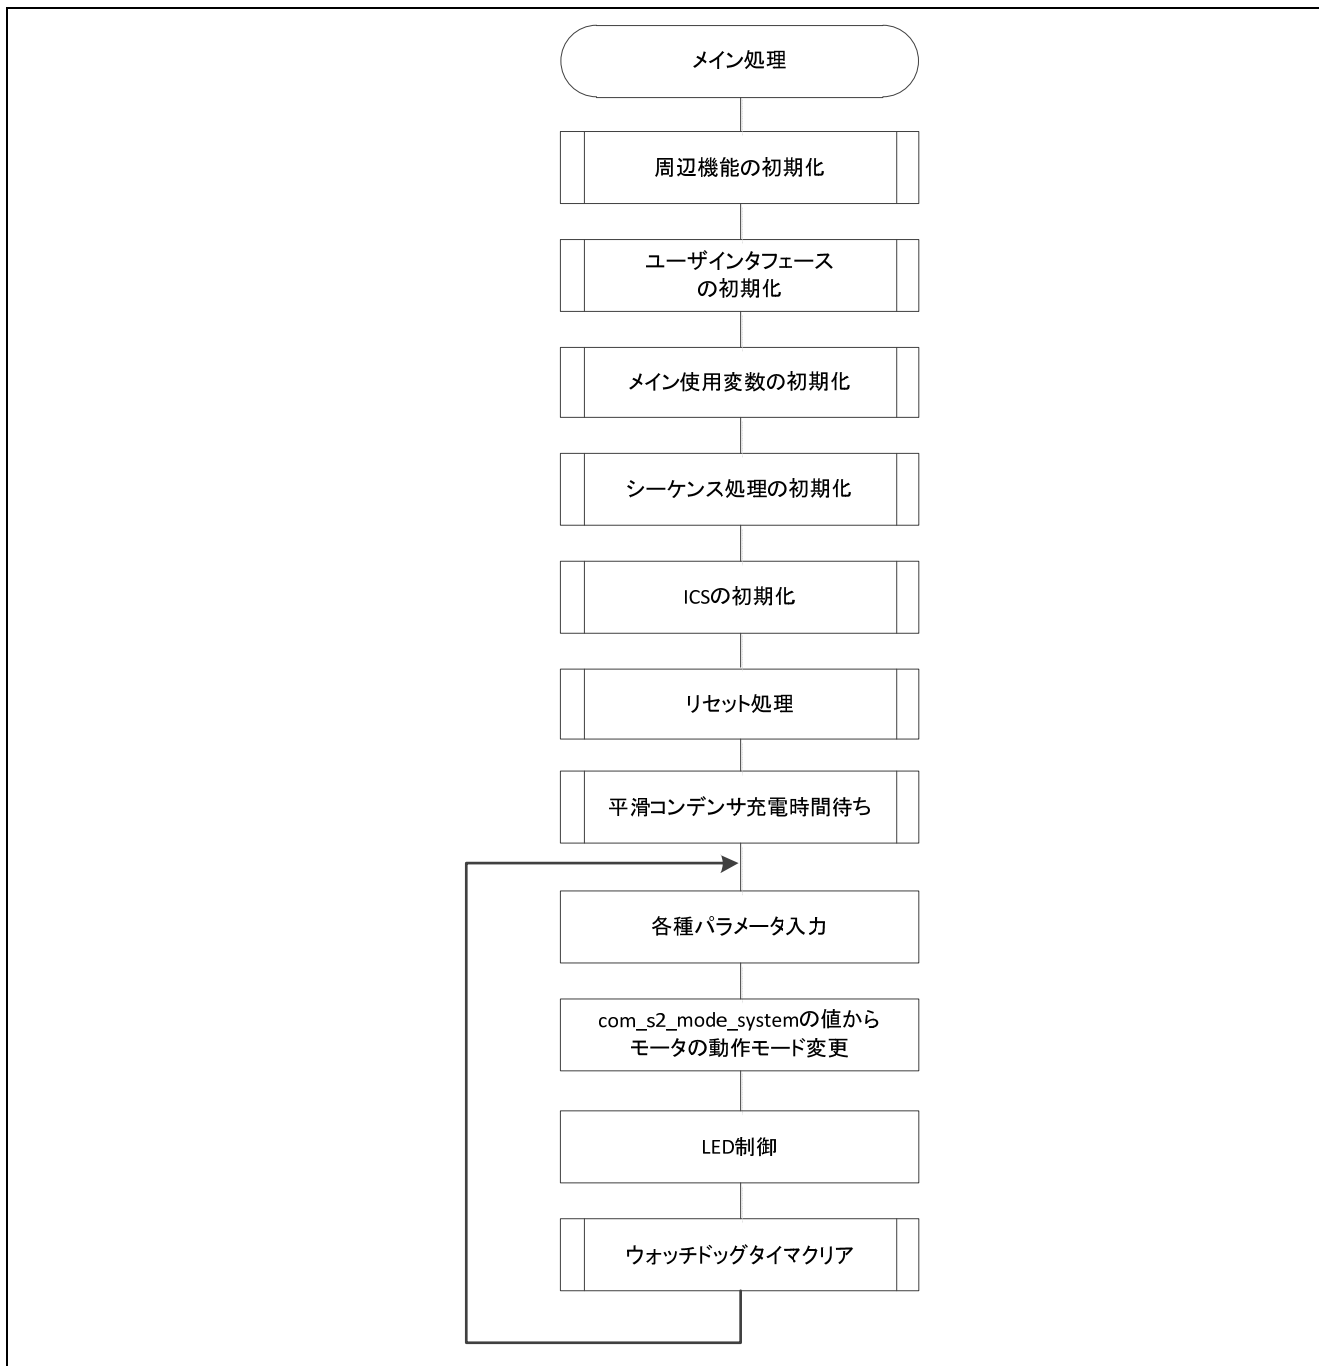 メイン処理
周辺機能の初期化
ユーザインタフェース
の初期化
メイン使用変数の初期化
シーケンス処理の初期化
ICSの初期化
リセット処理
平滑コンデンサ充電時間待ち
各種パラメータ入力
com_s2_mode_systemの値から
モータの動作モード変更
LED制御
ウォッチドッグタイマクリア